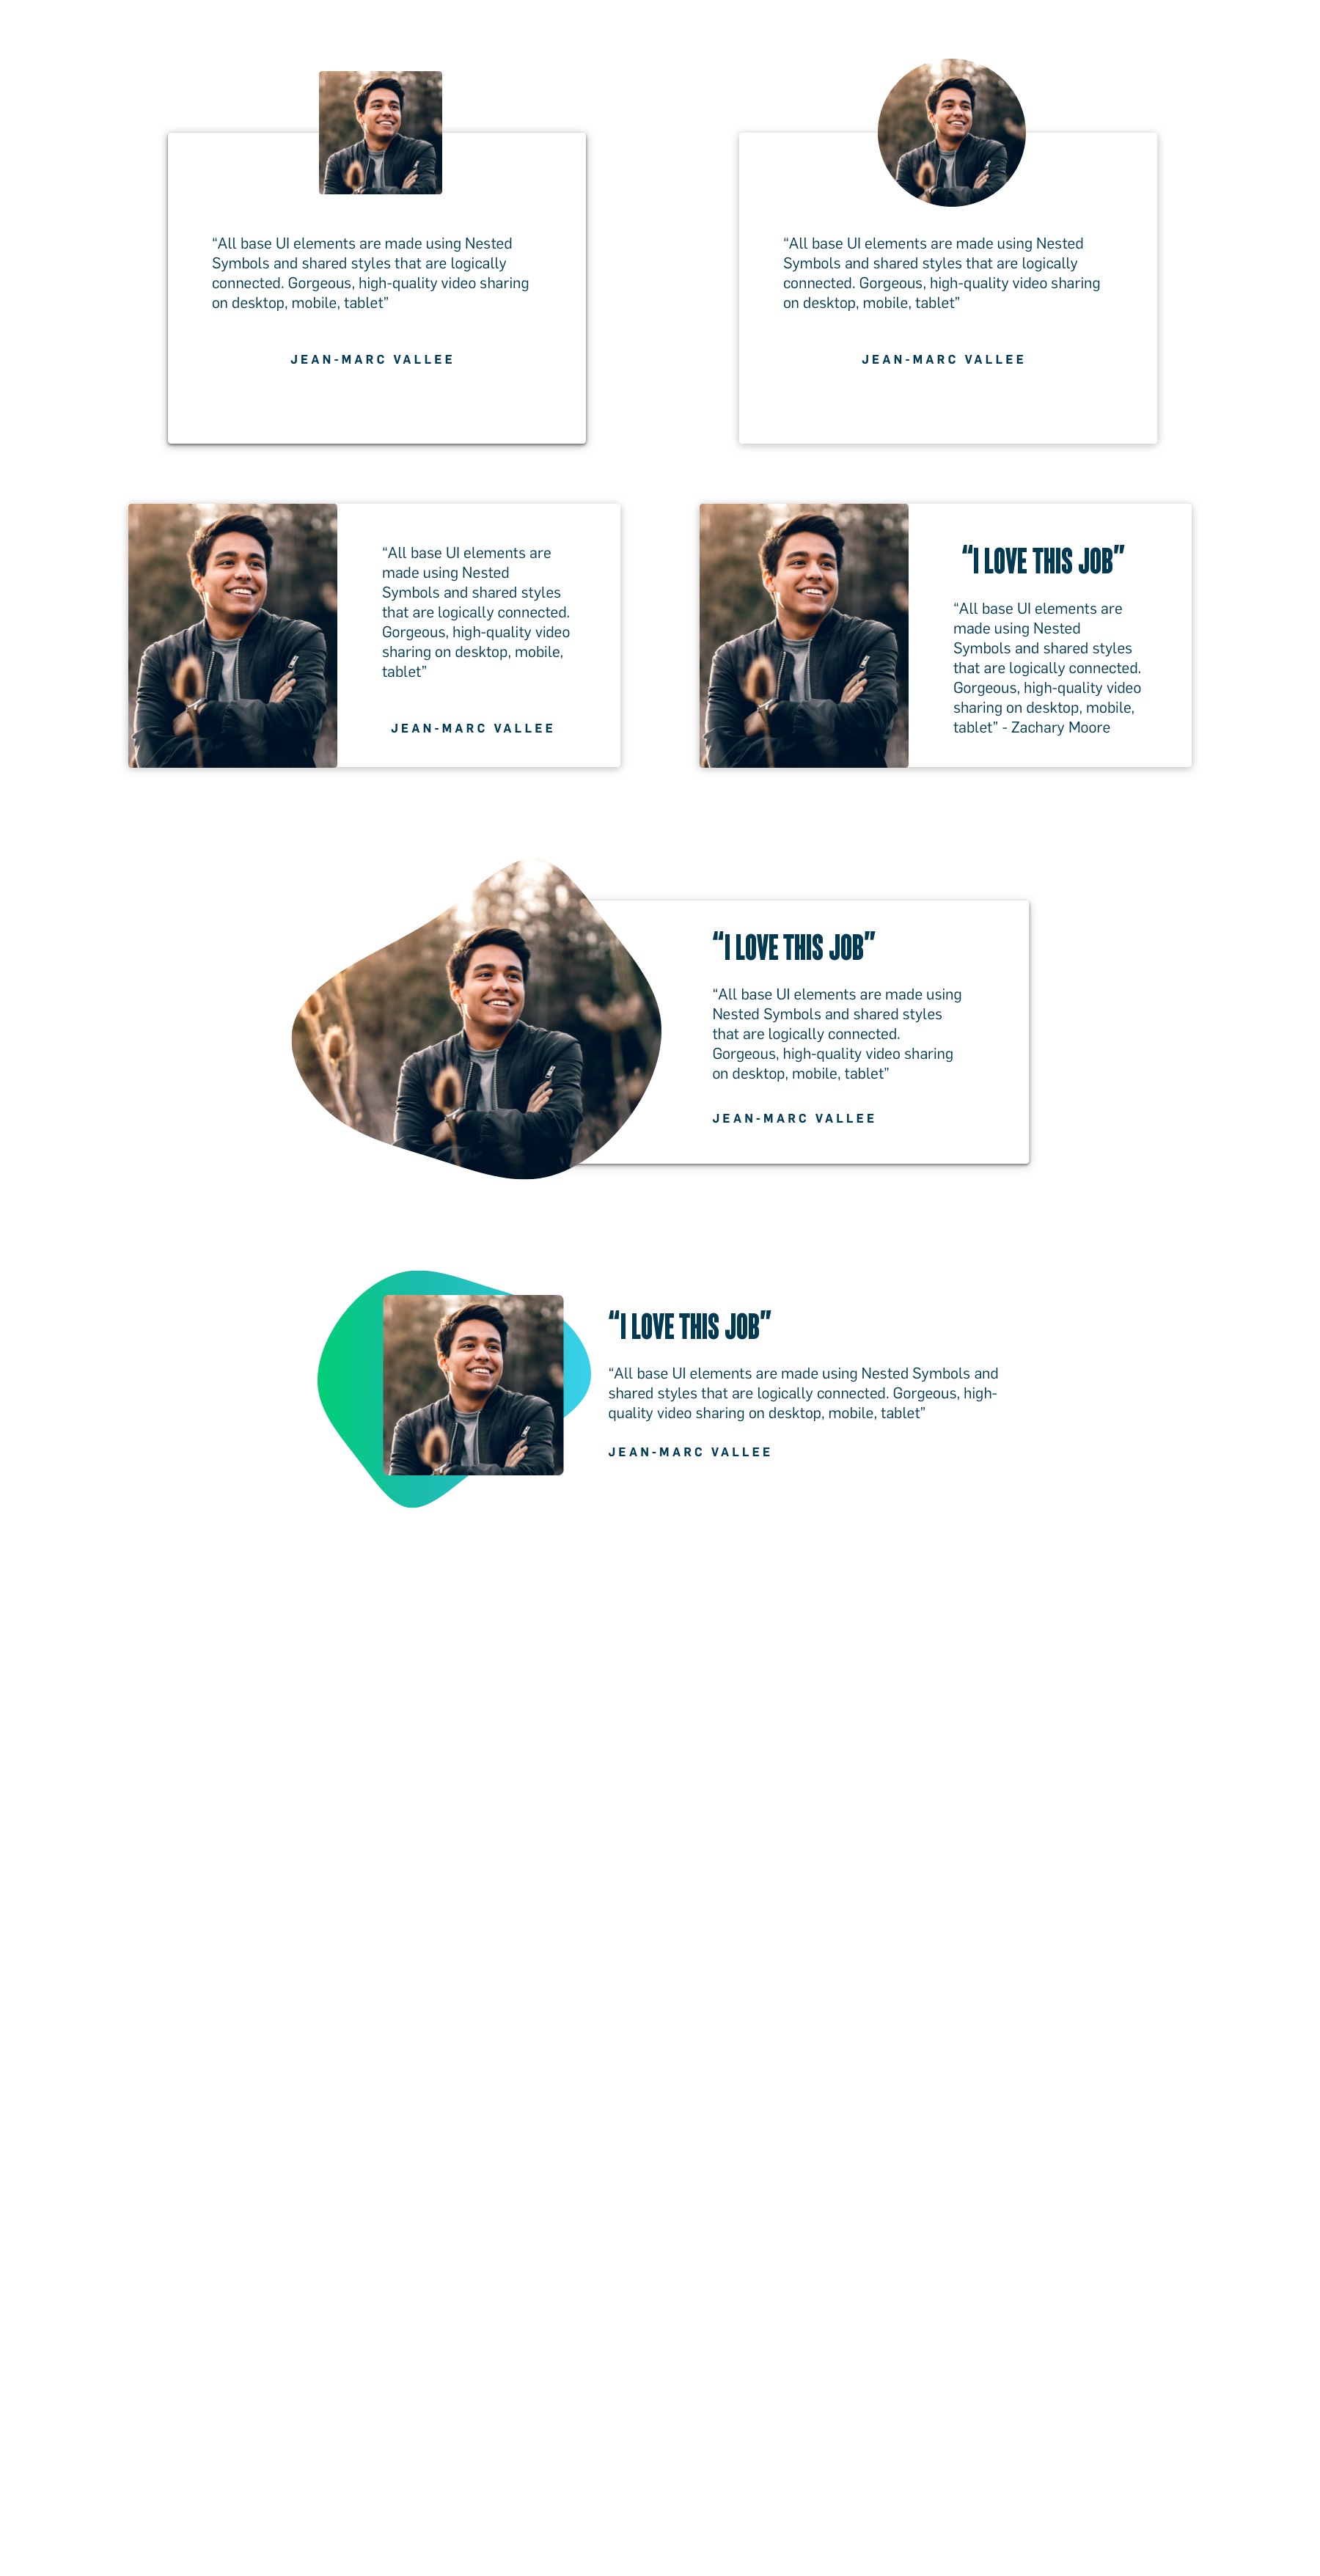 “All base UI elements are made using Nested
Symbols and shared styles that are logically
connected. Gorgeous, high-quality video sharing
on desktop, mobile, tablet”
JEAN-MARC VALLEE
“All base UI elements are made using Nested
Symbols and shared styles that are logically
connected. Gorgeous, high-quality video sharing
on desktop, mobile, tablet”
JEAN-MARC VALLEE
“All base UI elements are
made using Nested
Symbols and shared styles
that are logically connected.
Gorgeous, high-quality video
sharing on desktop, mobile,
tablet”
JEAN-MARC VALLEE
“I LOVE THIS JOB”
“All base UI elements are
made using Nested
Symbols and shared styles
that are logically connected.
Gorgeous, high-quality video
sharing on desktop, mobile,
tablet” - Zachary Moore
“I LOVE THIS JOB”
“All base UI elements are made using
Nested Symbols and shared styles
that are logically connected.
Gorgeous, high-quality video sharing
on desktop, mobile, tablet”
JEAN-MARC VALLEE
“I LOVE THIS JOB”
“All base UI elements are made using Nested Symbols and
shared styles that are logically connected. Gorgeous, high-
quality video sharing on desktop, mobile, tablet”
JEAN-MARC VALLEE